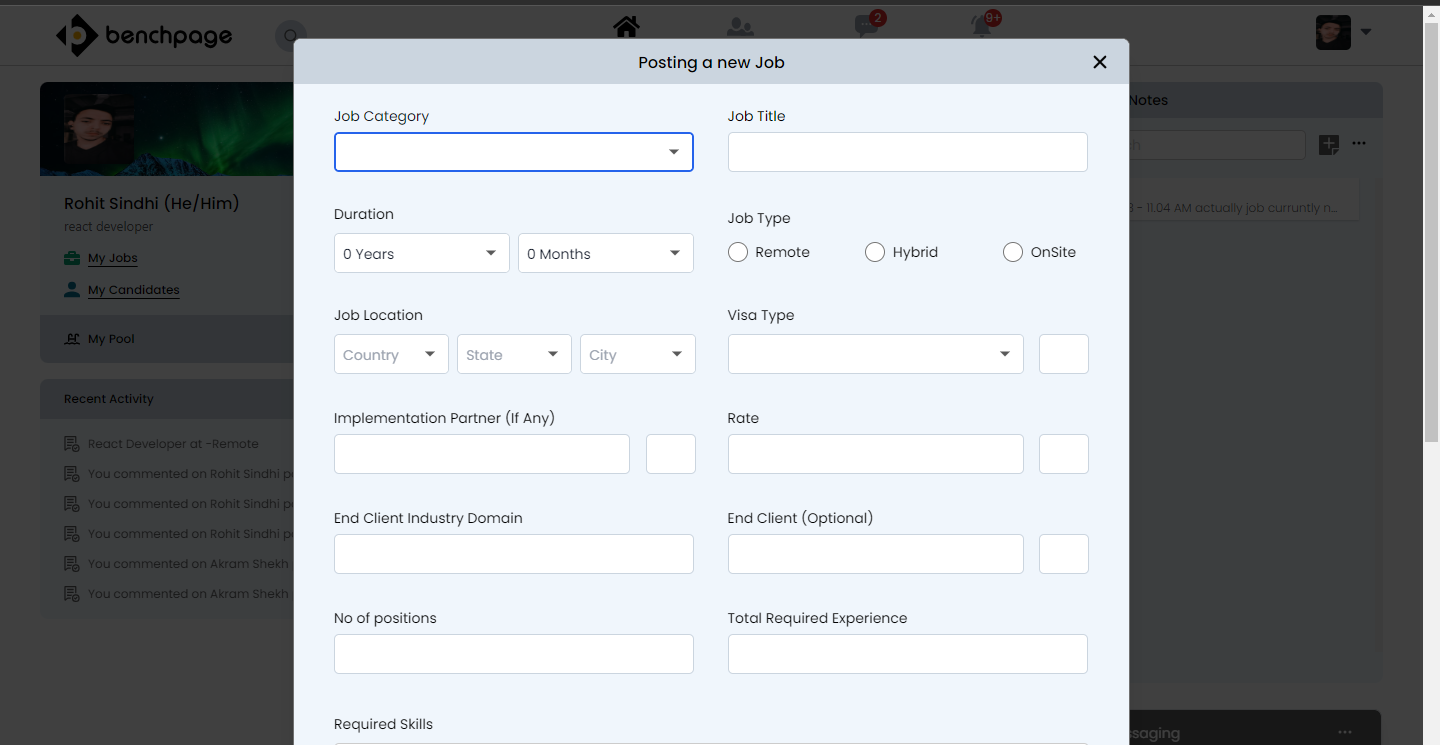 benchpage
2
9+
Posting a new Job
Job Category
Job Title
Duration
0 Years
0 Months
Job Type
Remote
Hybrid
OnSite
Job Location
Country
State
City
Visa Type
Implementation Partner (If Any)
Rate
End Client Industry Domain
End Client (Optional)
No of positions
Total Required Experience
Required Skills
Rohit Sindhi (He/Him)
react developer
My Jobs
My Candidates
My Pool
Recent Activity
React Developer at -Remote
You commented on Rohit Sindhi
You commented on Rohit Sindhi
You commented on Rohit Sindhi
You commented on Akram Shekh
You commented on Akram Shekh
Notes
- 11.04 AM actually job curruntly n...